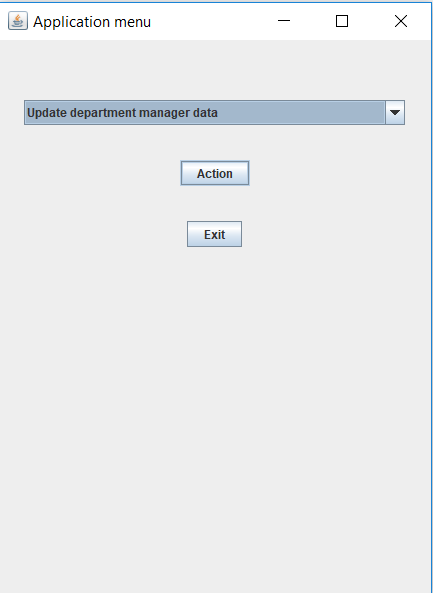 Application menu
Update department manager data
Action
Exit